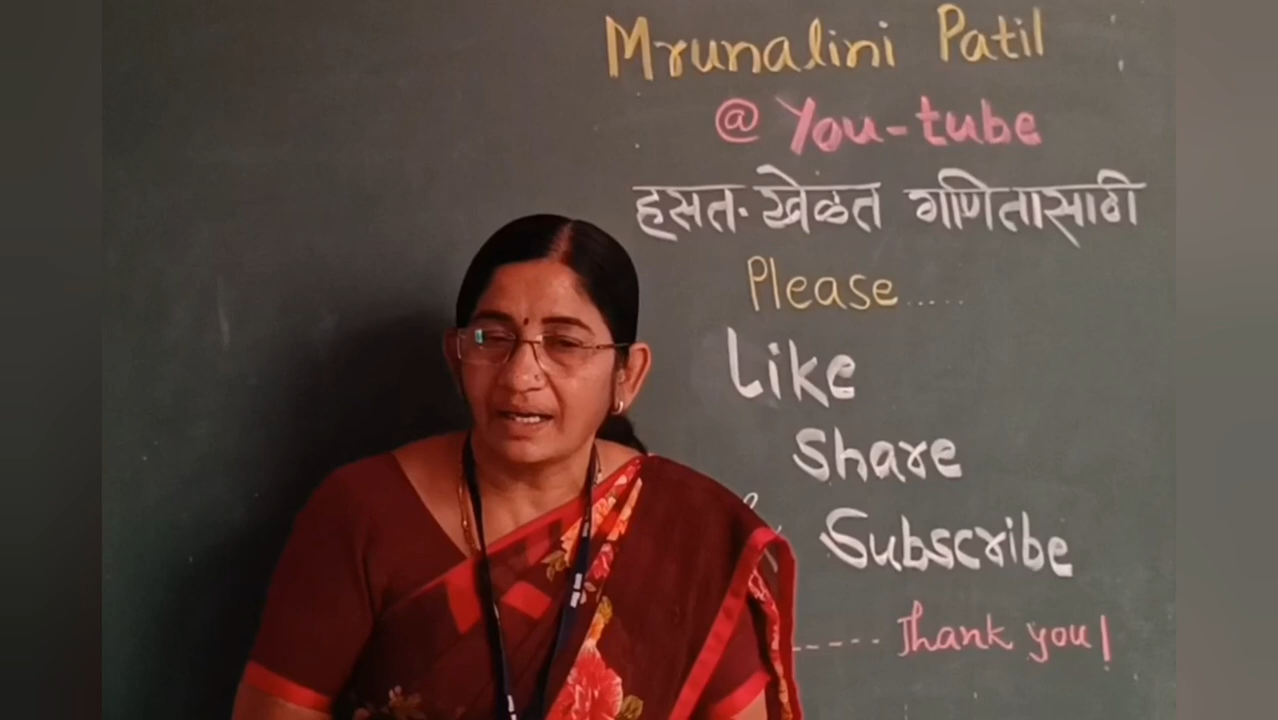 Mrunalini Patil
@ You-tube
हसत-खेळत गणितासाठी
Please.....
Like
Share
& Subscribe
----- Thank you!